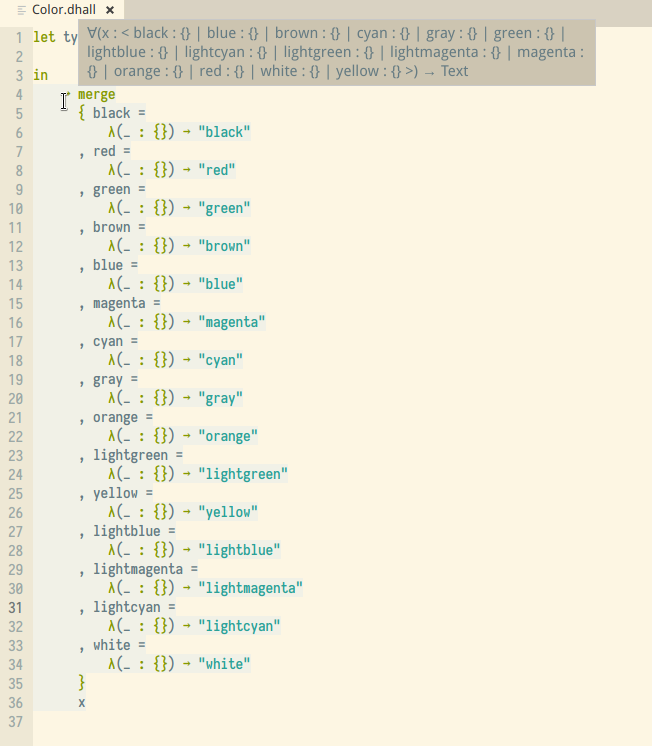 Color.dhall ×
1 let ty
∀(x : < black : {} | blue : {} | brown : {} | cyan : {} | gray : {} | green : {} |
lightblue : {} | lightcyan : {} | lightgreen : {} | lightmagenta : {} | magenta :
{} | orange : {} | red : {} | white : {} | yellow : {} >) → Text
2
3 in
4 merge
5 { black =
6 λ(_ : {}) → "black"
7 , red =
8 λ(_ : {}) → "red"
9 , green =
10 λ(_ : {}) → "green"
11 , brown =
12 λ(_ : {}) → "brown"
13 , blue =
14 λ(_ : {}) → "blue"
15 , magenta =
16 λ(_ : {}) → "magenta"
17 , cyan =
18 λ(_ : {}) → "cyan"
19 , gray =
20 λ(_ : {}) → "gray"
21 , orange =
22 λ(_ : {}) → "orange"
23 , lightgreen =
24 λ(_ : {}) → "lightgreen"
25 , yellow =
26 λ(_ : {}) → "yellow"
27 , lightblue =
28 λ(_ : {}) → "lightblue"
29 , lightmagenta =
30 λ(_ : {}) → "lightmagenta"
31 , lightcyan =
32 λ(_ : {}) → "lightcyan"
33 , white =
34 λ(_ : {}) → "white"
35 }
36 x
37